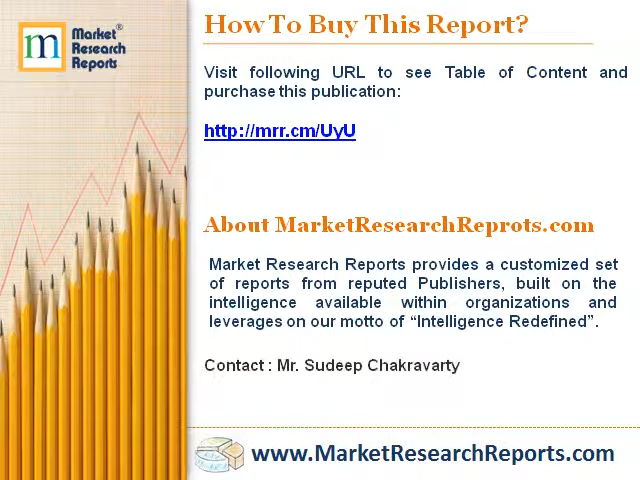 m
Market®
Research
Reports
How To Buy This Report?
Visit following URL to see Table of Content and
purchase this publication:
http://mrr.cm/UyU
About MarketResearchReprots.com
Market Research Reports provides a customized set
of reports from reputed Publishers, built on the
intelligence available within organizations and
leverages on our motto of “Intelligence Redefined”.
Contact : Mr. Sudeep Chakravarty
www.MarketResearchReports.com